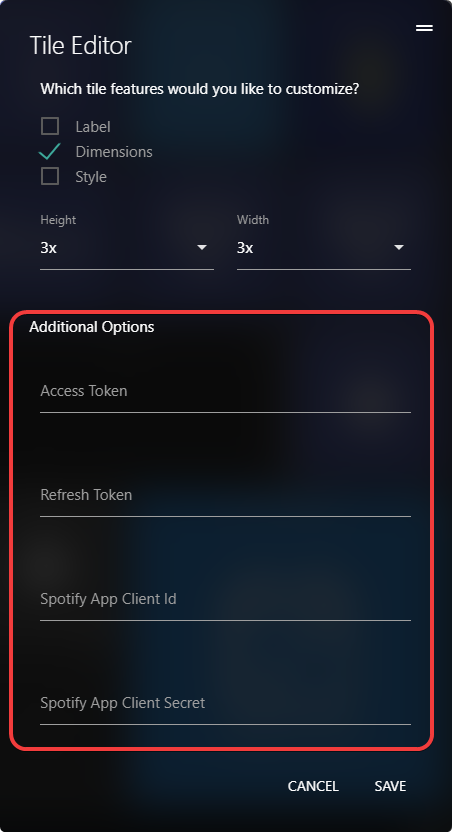 Tile Editor
Which tile features would you like to customize?
Label
Dimensions
Style
Height Width
3x 3x
Additional Options
Access Token
Refresh Token
Spotify App Client Id
Spotify App Client Secret
CANCEL SAVE